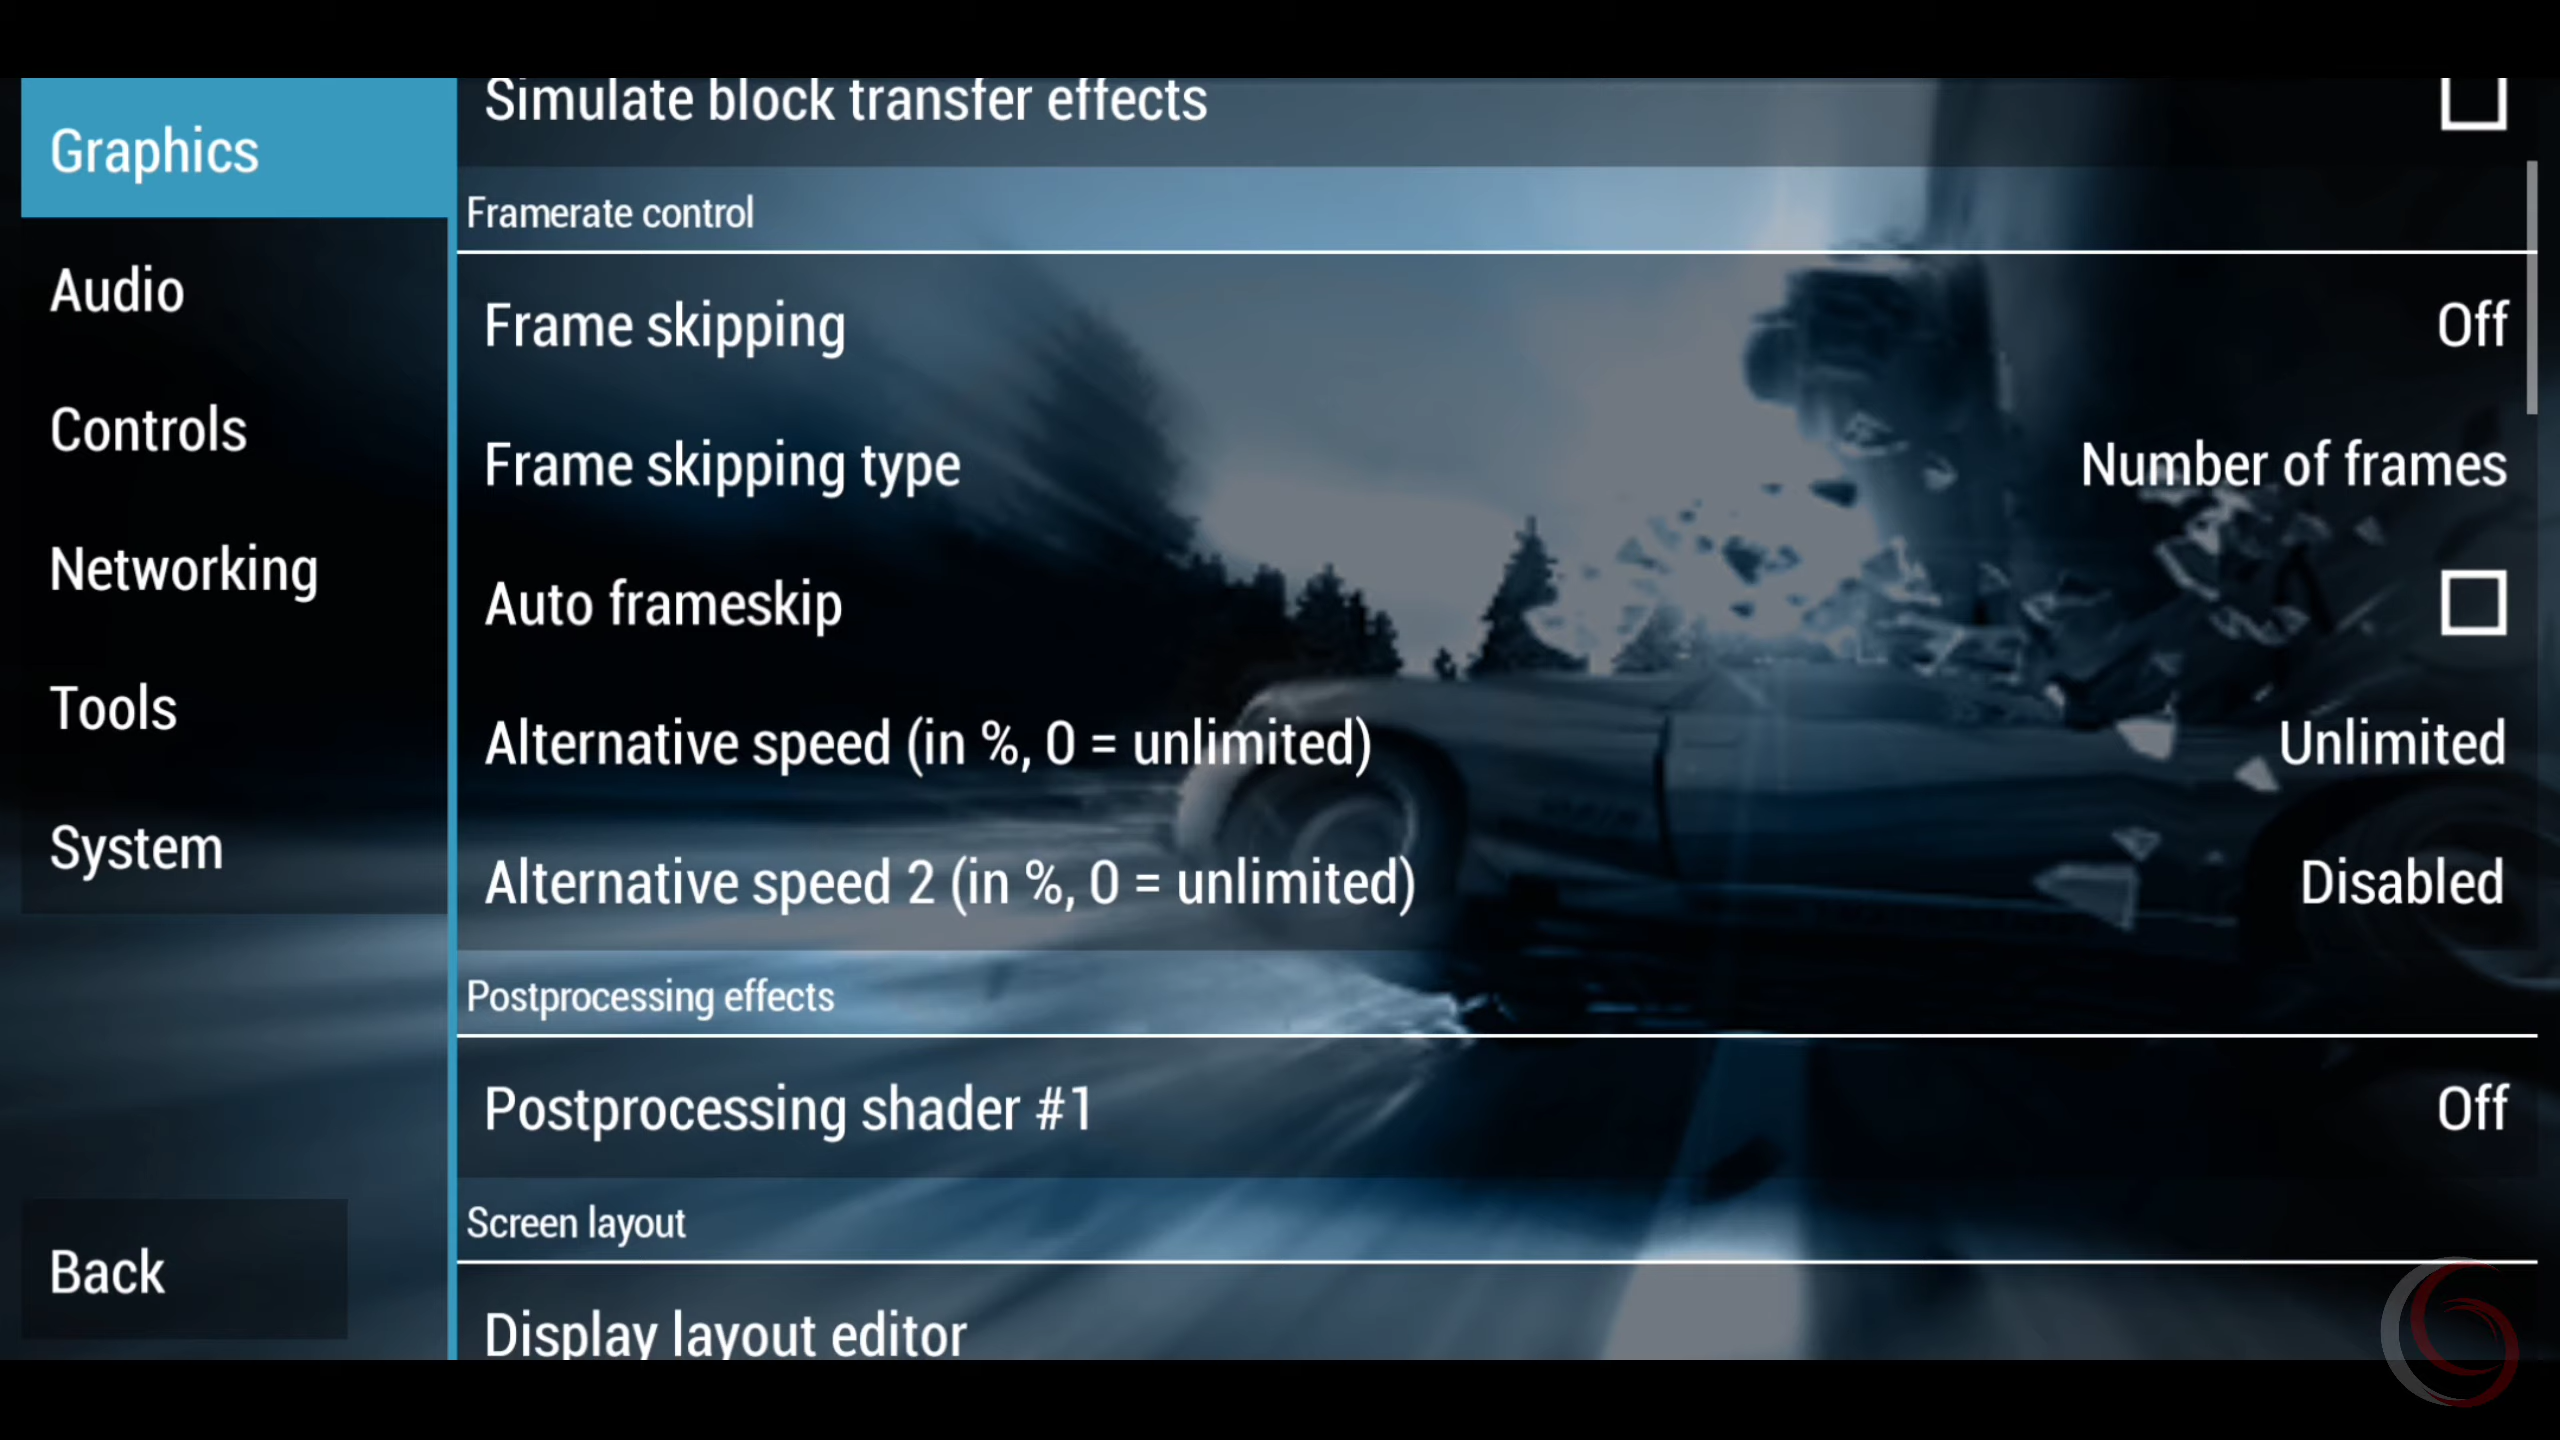 Graphics
Audio
Controls
Networking
Tools
System
Back
Simulate block transfer effects
Framerate control
Frame skipping Off
Frame skipping type Number of frames
Auto frameskip
Alternative speed (in %, 0 = unlimited) Unlimited
Alternative speed 2 (in %, 0 = unlimited) Disabled
Postprocessing effects
Postprocessing shader #1 Off
Screen layout
Display layout editor